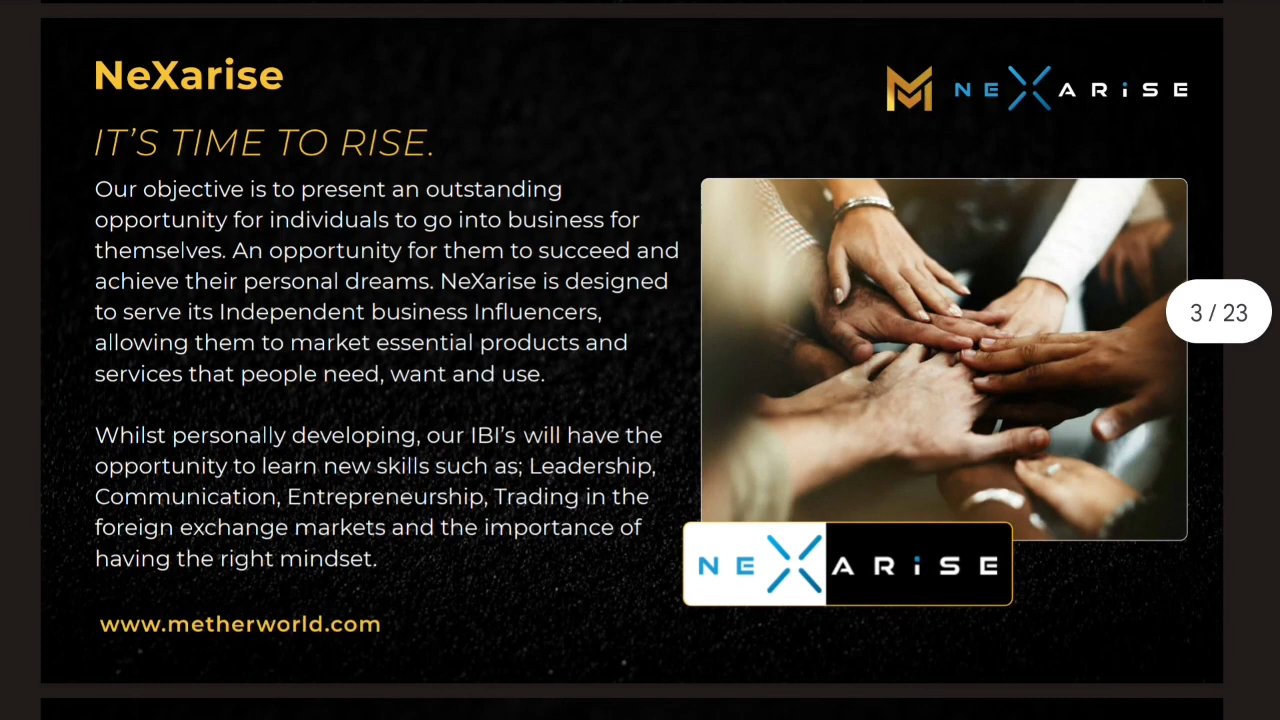 NeXarise
NEXARiSE
IT'S TIME TO RISE.
Our objective is to present an outstanding
opportunity for individuals to go into business for
themselves. An opportunity for them to succeed and
achieve their personal dreams. NeXarise is designed
to serve its Independent business Influencers,
allowing them to market essential products and
services that people need, want and use.
Whilst personally developing, our IBI's will have the
opportunity to learn new skills such as; Leadership,
Communication, Entrepreneurship, Trading in the
foreign exchange markets and the importance of
having the right mindset.
www.metherworld.com
3 / 23
NEXARiSE